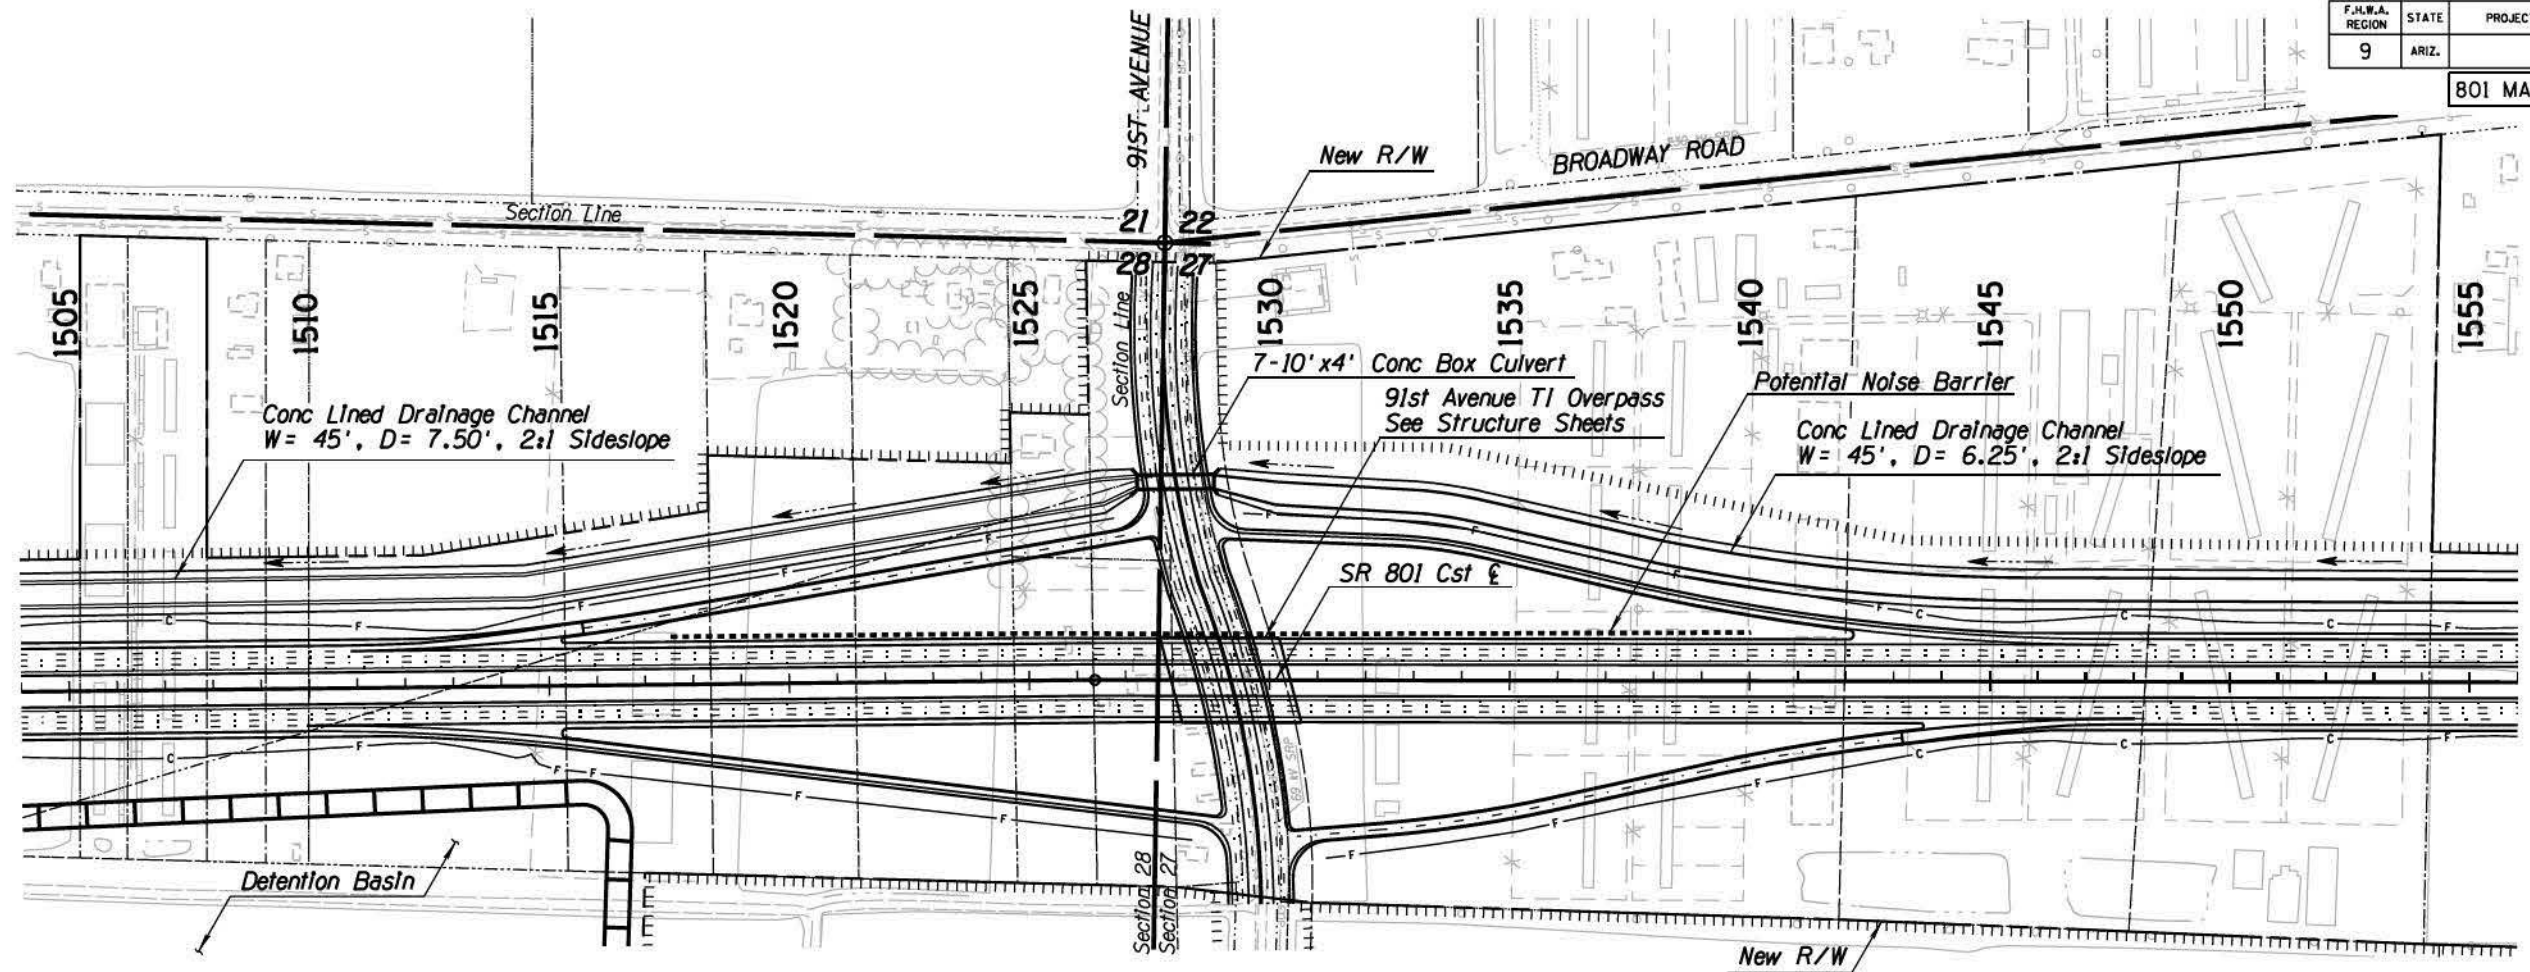 F.H.W.A. REGION STATE PROJEC
9 ARIZ.
801 MA
91ST AVENUE
New R/W
BROADWAY ROAD
Section Line
21 22
28 27
Section Line
1505 1510 1515 1520 1525 1530 1535 1540 1545 1550 1555
7-10'x4' Conc Box Culvert
91st Avenue TI Overpass
See Structure Sheets
Potential Noise Barrier
Conc Lined Drainage Channel
W= 45', D= 7.50', 2:1 Sideslope
Conc Lined Drainage Channel
W= 45', D= 6.25', 2:1 Sideslope
SR 801 Cst ℄
69 W SRP
Detention Basin
Section 28
Section 27
New R/W